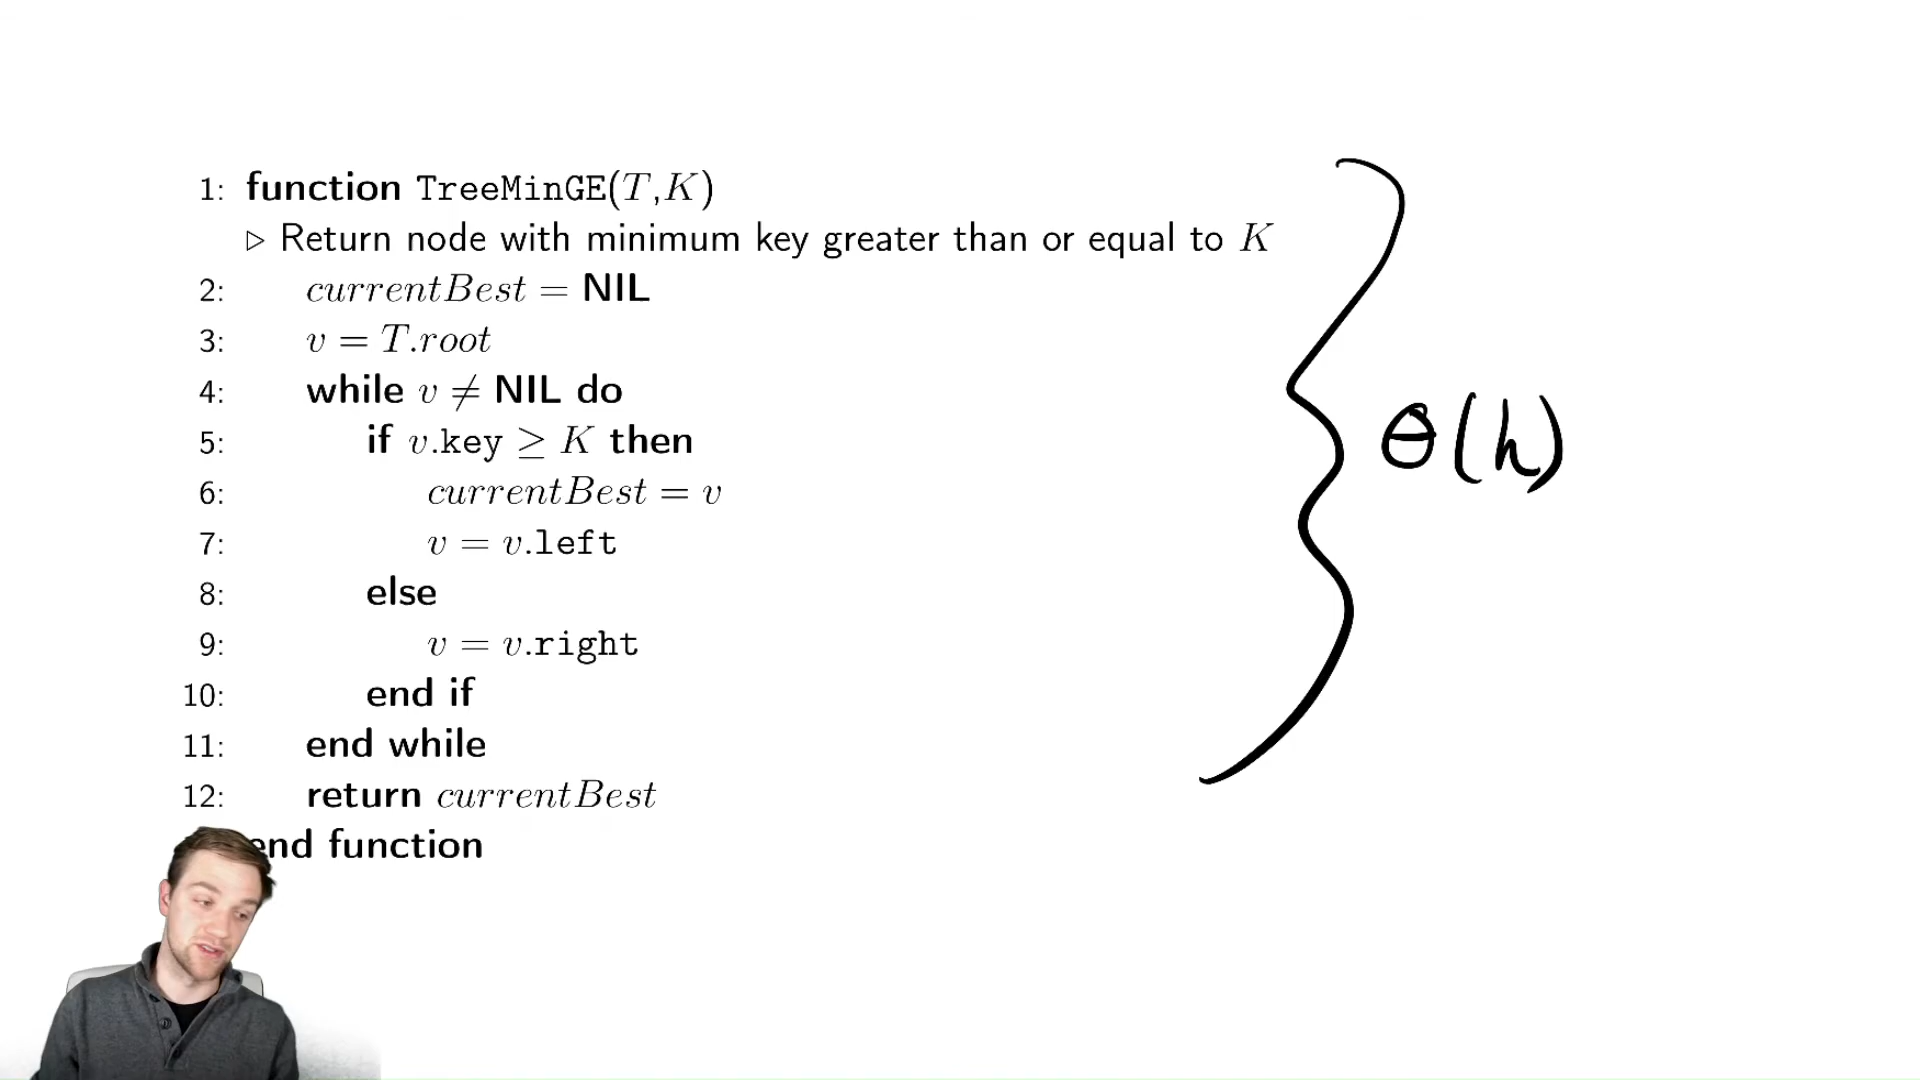 1: function TreeMinGE(T,K)
▷ Return node with minimum key greater than or equal to K
2: currentBest = NIL
3: v = T.root
4: while v ≠ NIL do
5: if v.key ≥ K then
6: currentBest = v
7: v = v.left
8: else
9: v = v.right
10: end if
11: end while
12: return currentBest
end function
θ(h)